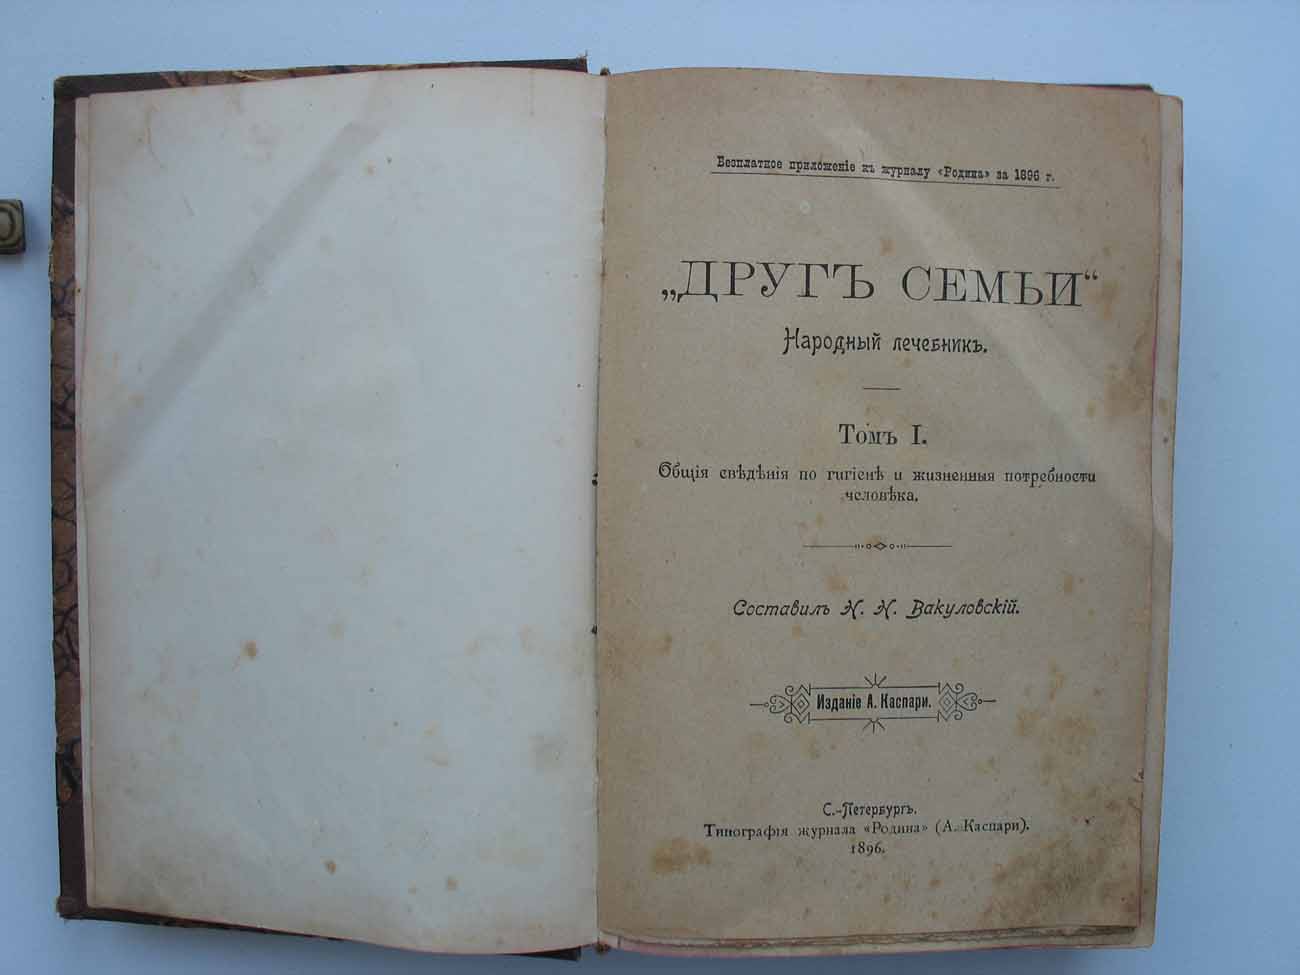 Безплатное приложеніе къ журналу «Родина» за 1896 г.
„ДРУГЪ СЕМЬИ“
Народный лечебникъ.
Томъ I.
Общія свѣдѣнія по гигіенѣ и жизненныя потребности
человѣка.
Составилъ Н. Н. Вакуловскій.
Изданіе А. Каспари.
С.-Петербургъ.
Типографія журнала «Родина» (А. Каспари).
1896.